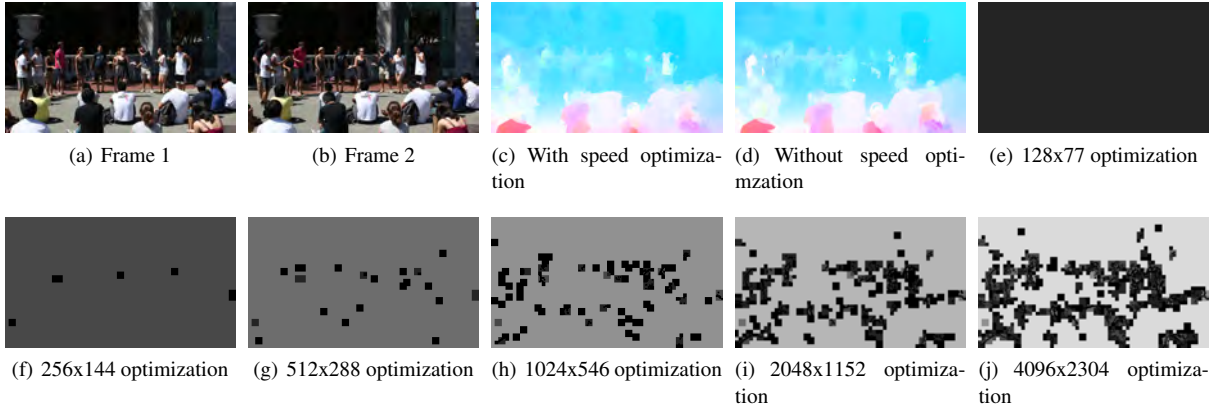 (a) Frame 1
(b) Frame 2
(c) With speed optimiza-
tion
(d) Without speed opti-
mzation
(e) 128x77 optimization
(f) 256x144 optimization
(g) 512x288 optimization
(h) 1024x546 optimization
(i) 2048x1152 optimiza-
tion
(j) 4096x2304 optimiza-
tion